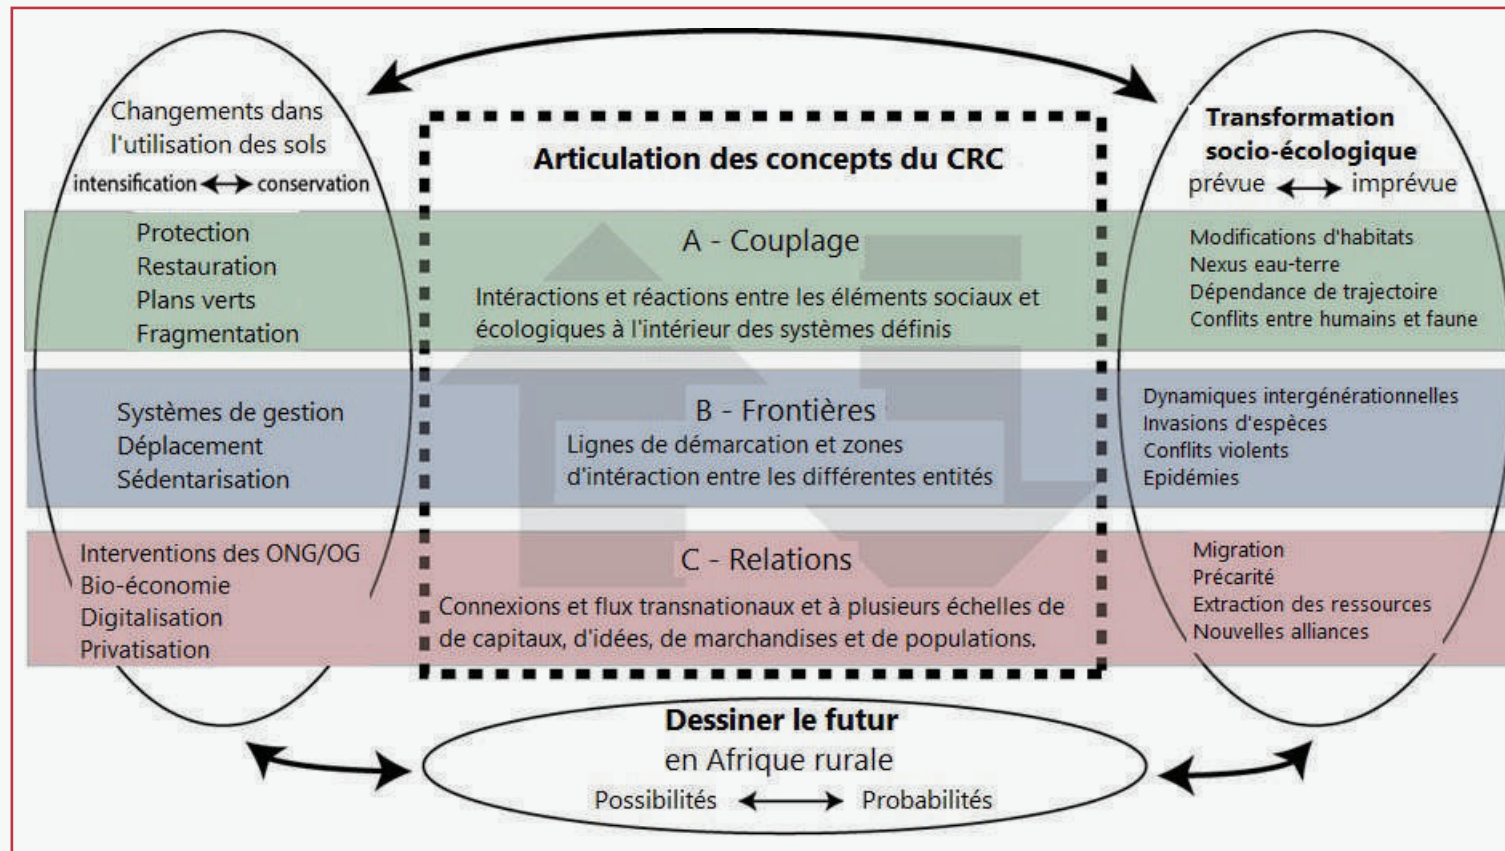 Changements dans
l'utilisation des sols
intensification conservation
Protection
Restauration
Plans verts
Fragmentation
Systèmes de gestion
Déplacement
Sédentarisation
Interventions des ONG/OG
Bio-économie
Digitalisation
Privatisation
Articulation des concepts du CRC
A - Couplage
Intéractions et réactions entre les éléments sociaux et
écologiques à l'intérieur des systèmes définis
B - Frontières
Lignes de démarcation et zones
d'intéraction entre les différentes entités
C - Relations
Connexions et flux transnationaux et à plusieurs échelles de
de capitaux, d'idées, de marchandises et de populations.
Transformation
socio-écologique
prévue imprévue
Modifications d'habitats
Nexus eau-terre
Dépendance de trajectoire
Conflits entre humains et faune
Dynamiques intergénérationnelles
Invasions d'espèces
Conflits violents
Epidémies
Migration
Précarité
Extraction des ressources
Nouvelles alliances
Dessiner le futur
en Afrique rurale
Possibilités Probabilités